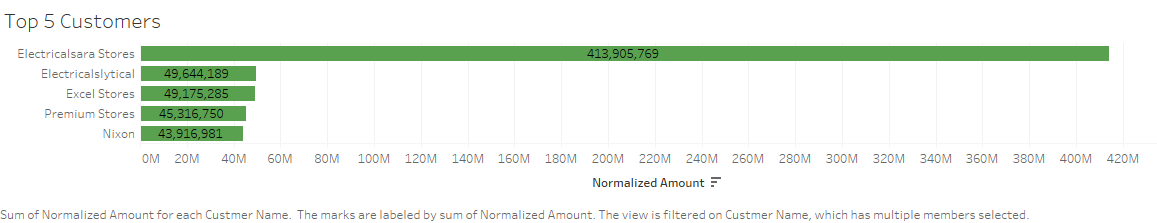 Top 5 Customers
Electricalsara Stores 413,905,769
Electricalslytical 49,644,189
Excel Stores 49,175,285
Premium Stores 45,316,750
Nixon 43,916,981
0M 20M 40M 60M 80M 100M 120M 140M 160M 180M 200M 220M 240M 260M 280M 300M 320M 340M 360M 380M 400M 420M
Normalized Amount
Sum of Normalized Amount for each Custmer Name. The marks are labeled by sum of Normalized Amount. The view is filtered on Custmer Name, which has multiple members selected.